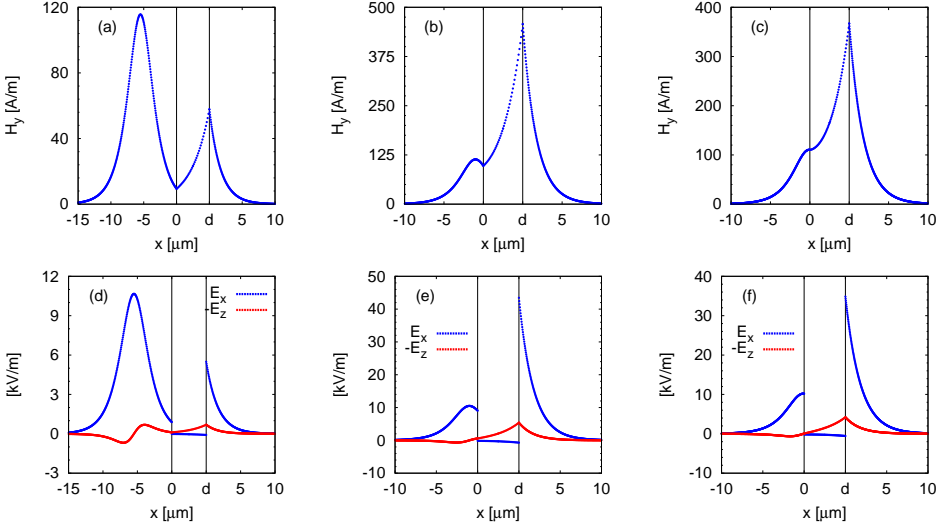 (a)
H_y [A/m]
120
80
40
0
-15 -10 -5 0 d 5 10
x [μm]
(b)
H_y [A/m]
500
375
250
125
0
-10 -5 0 d 5 10
x [μm]
(c)
H_y [A/m]
400
300
200
100
0
-10 -5 0 d 5 10
x [μm]
(d)
E_x
-E_z
[kV/m]
12
9
6
3
0
-3
-15 -10 -5 0 d 5 10
x [μm]
(e)
E_x
-E_z
[kV/m]
50
40
30
20
10
0
-10
-10 -5 0 d 5 10
x [μm]
(f)
E_x
-E_z
[kV/m]
40
30
20
10
0
-10
-10 -5 0 d 5 10
x [μm]